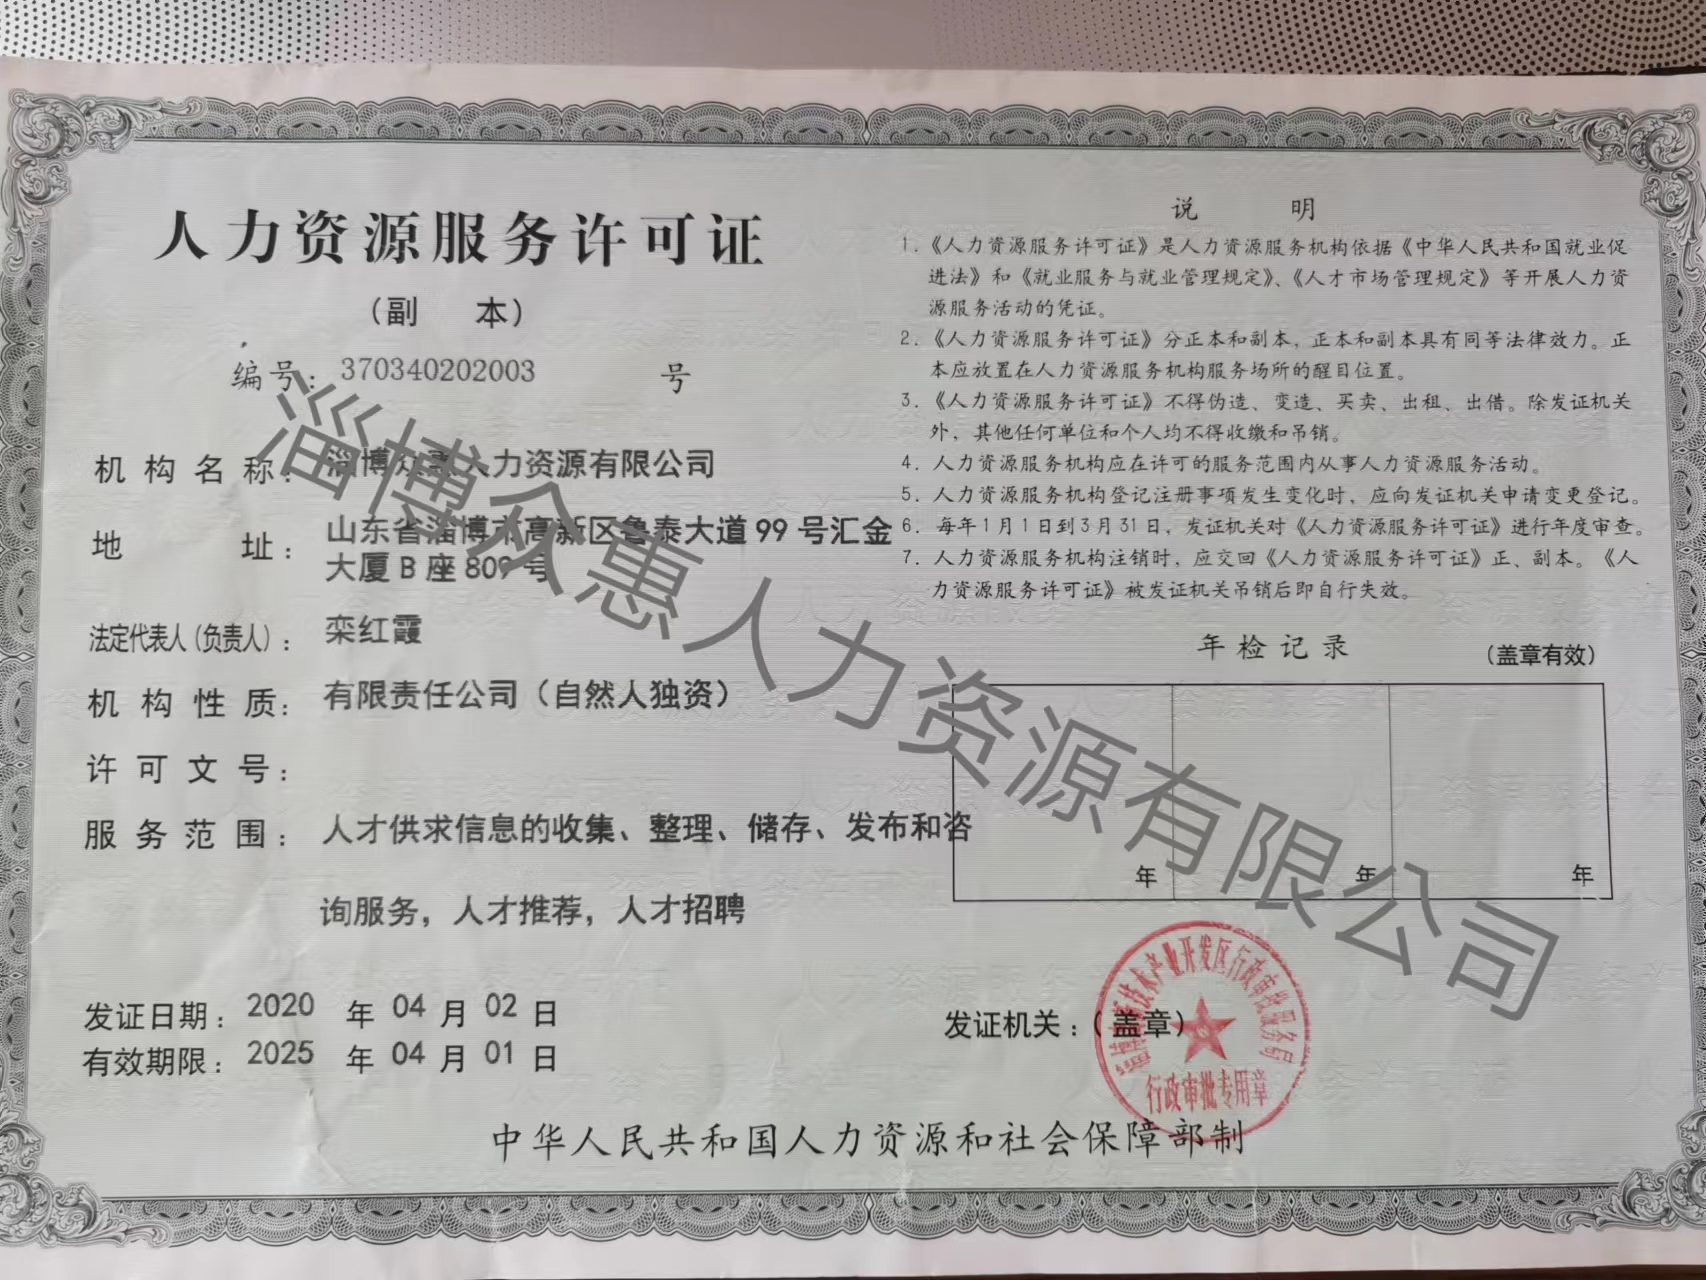 人力资源服务许可证
（副 本）
编号：370340202003 号
机构名称：淄博众惠人力资源有限公司
地 址：山东省淄博市高新区鲁泰大道99号汇金
大厦B座809号
法定代表人（负责人）：栾红霞
机构性质：有限责任公司（自然人独资）
许可文号：
服务范围：人才供求信息的收集、整理、储存、发布和咨
询服务，人才推荐，人才招聘
发证日期：2020 年 04 月 02 日
有效期限：2025 年 04 月 01 日
说 明
1.《人力资源服务许可证》是人力资源服务机构依据《中华人民共和国就业促
进法》和《就业服务与就业管理规定》、《人才市场管理规定》等开展人力资
源服务活动的凭证。
2.《人力资源服务许可证》分正本和副本，正本和副本具有同等法律效力。正
本应放置在人力资源服务机构服务场所的醒目位置。
3.《人力资源服务许可证》不得伪造、变造、买卖、出租、出借。除发证机关
外，其他任何单位和个人均不得收缴和吊销。
4. 人力资源服务机构应在许可的服务范围内从事人力资源服务活动。
5. 人力资源服务机构登记注册事项发生变化时，应向发证机关申请变更登记。
6. 每年1月1日到3月31日，发证机关对《人力资源服务许可证》进行年度审查。
7. 人力资源服务机构注销时，应交回《人力资源服务许可证》正、副本。《人
力资源服务许可证》被发证机关吊销后即自行失效。
年检记录 （盖章有效）
年 年 年
发证机关：（盖章）
淄博高新技术产业开发区行政审批服务局
行政审批专用章
中华人民共和国人力资源和社会保障部制
淄博众惠人力资源有限公司